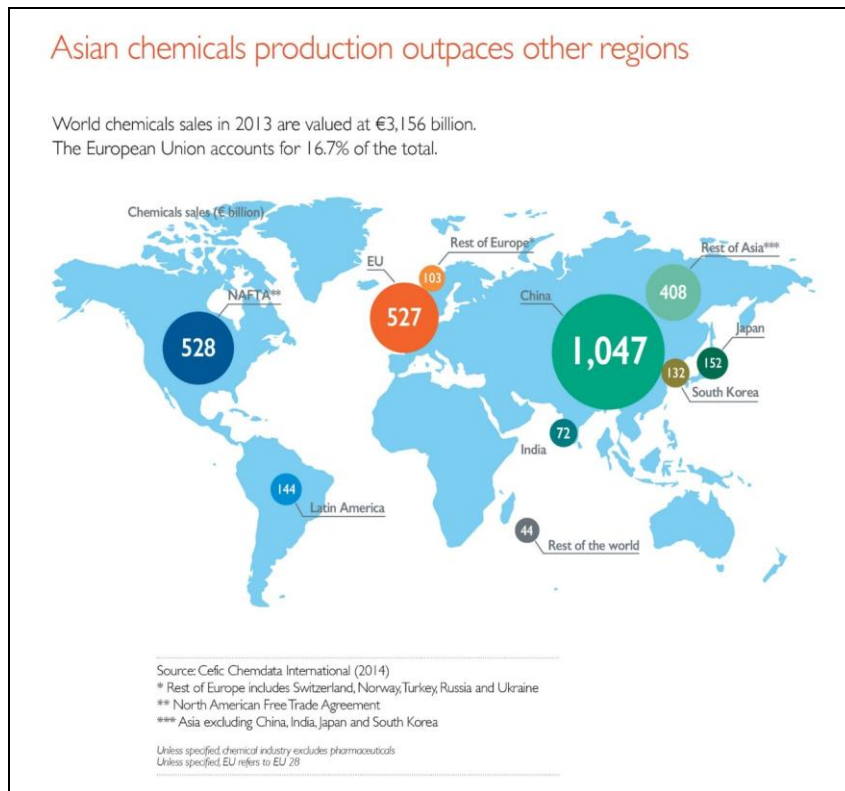 Asian chemicals production outpaces other regions
World chemicals sales in 2013 are valued at €3,156 billion.
The European Union accounts for 16.7% of the total.
Chemicals sales (€ billion)
NAFTA**
528
EU
527
Rest of Europe*
103
China
1,047
Rest of Asia***
408
Japan
152
132
South Korea
72
India
144
Latin America
44
Rest of the world
Source: Cefic Chemdata International (2014)
* Rest of Europe includes Switzerland, Norway, Turkey, Russia and Ukraine
** North American Free Trade Agreement
*** Asia excluding China, India, Japan and South Korea
Unless specified, chemical industry excludes pharmaceuticals
Unless specified, EU refers to EU 28